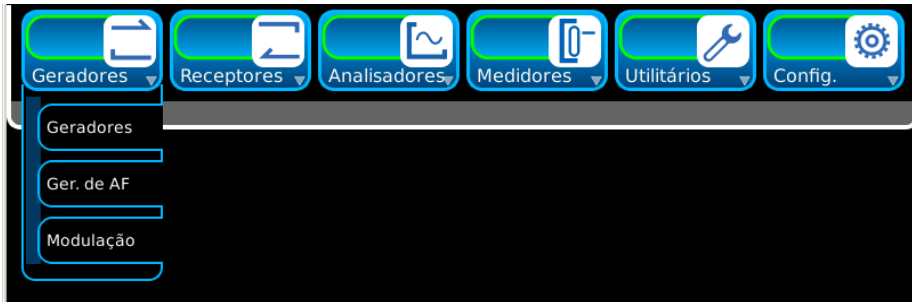 Geradores
Receptores
Analisadores
Medidores
Utilitários
Config.
Geradores
Ger. de AF
Modulação